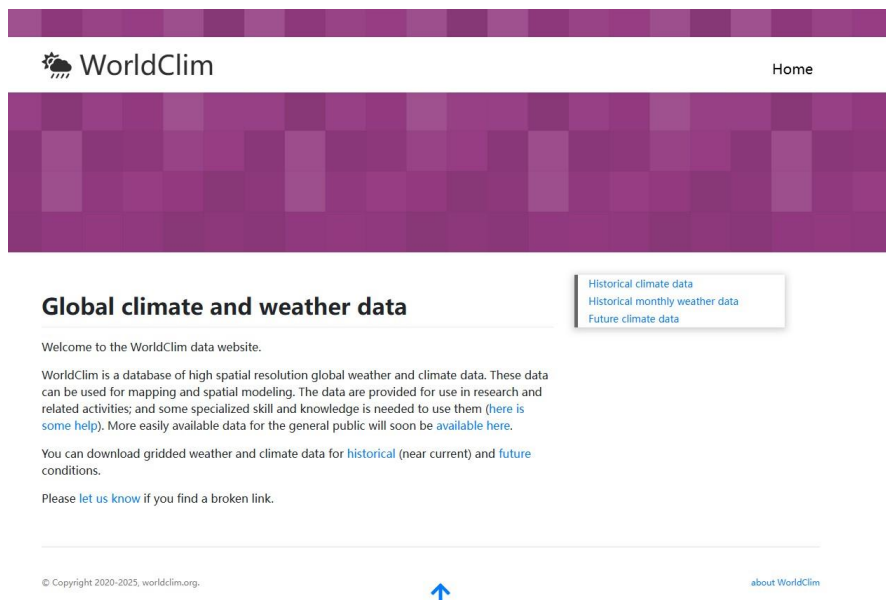 WorldClim
Home
Historical climate data
Historical monthly weather data
Future climate data
Global climate and weather data
Welcome to the WorldClim data website.
WorldClim is a database of high spatial resolution global weather and climate data. These data
can be used for mapping and spatial modeling. The data are provided for use in research and
related activities; and some specialized skill and knowledge is needed to use them (here is
some help). More easily available data for the general public will soon be available here.
You can download gridded weather and climate data for historical (near current) and future
conditions.
Please let us know if you find a broken link.
© Copyright 2020-2025, worldclim.org.
about WorldClim